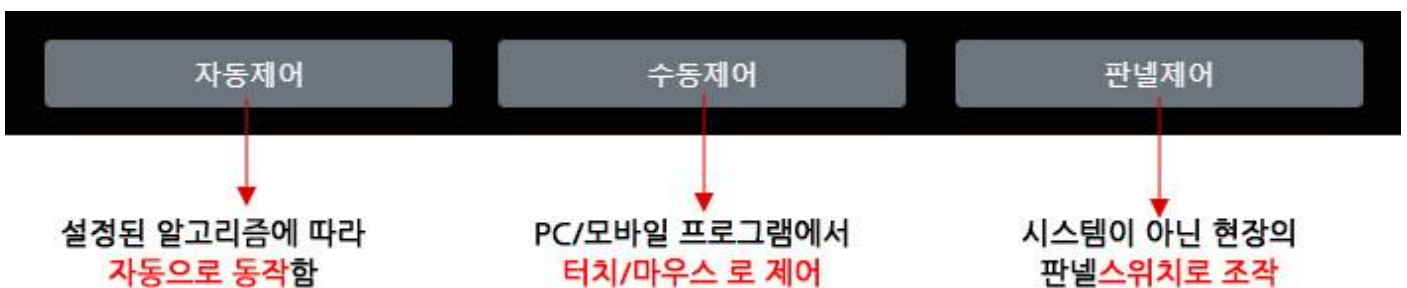 자동제어
수동제어
판넬제어
설정된 알고리즘에 따라
자동으로 동작함
PC/모바일 프로그램에서
터치/마우스 로 제어
시스템이 아닌 현장의
판넬스위치로 조작